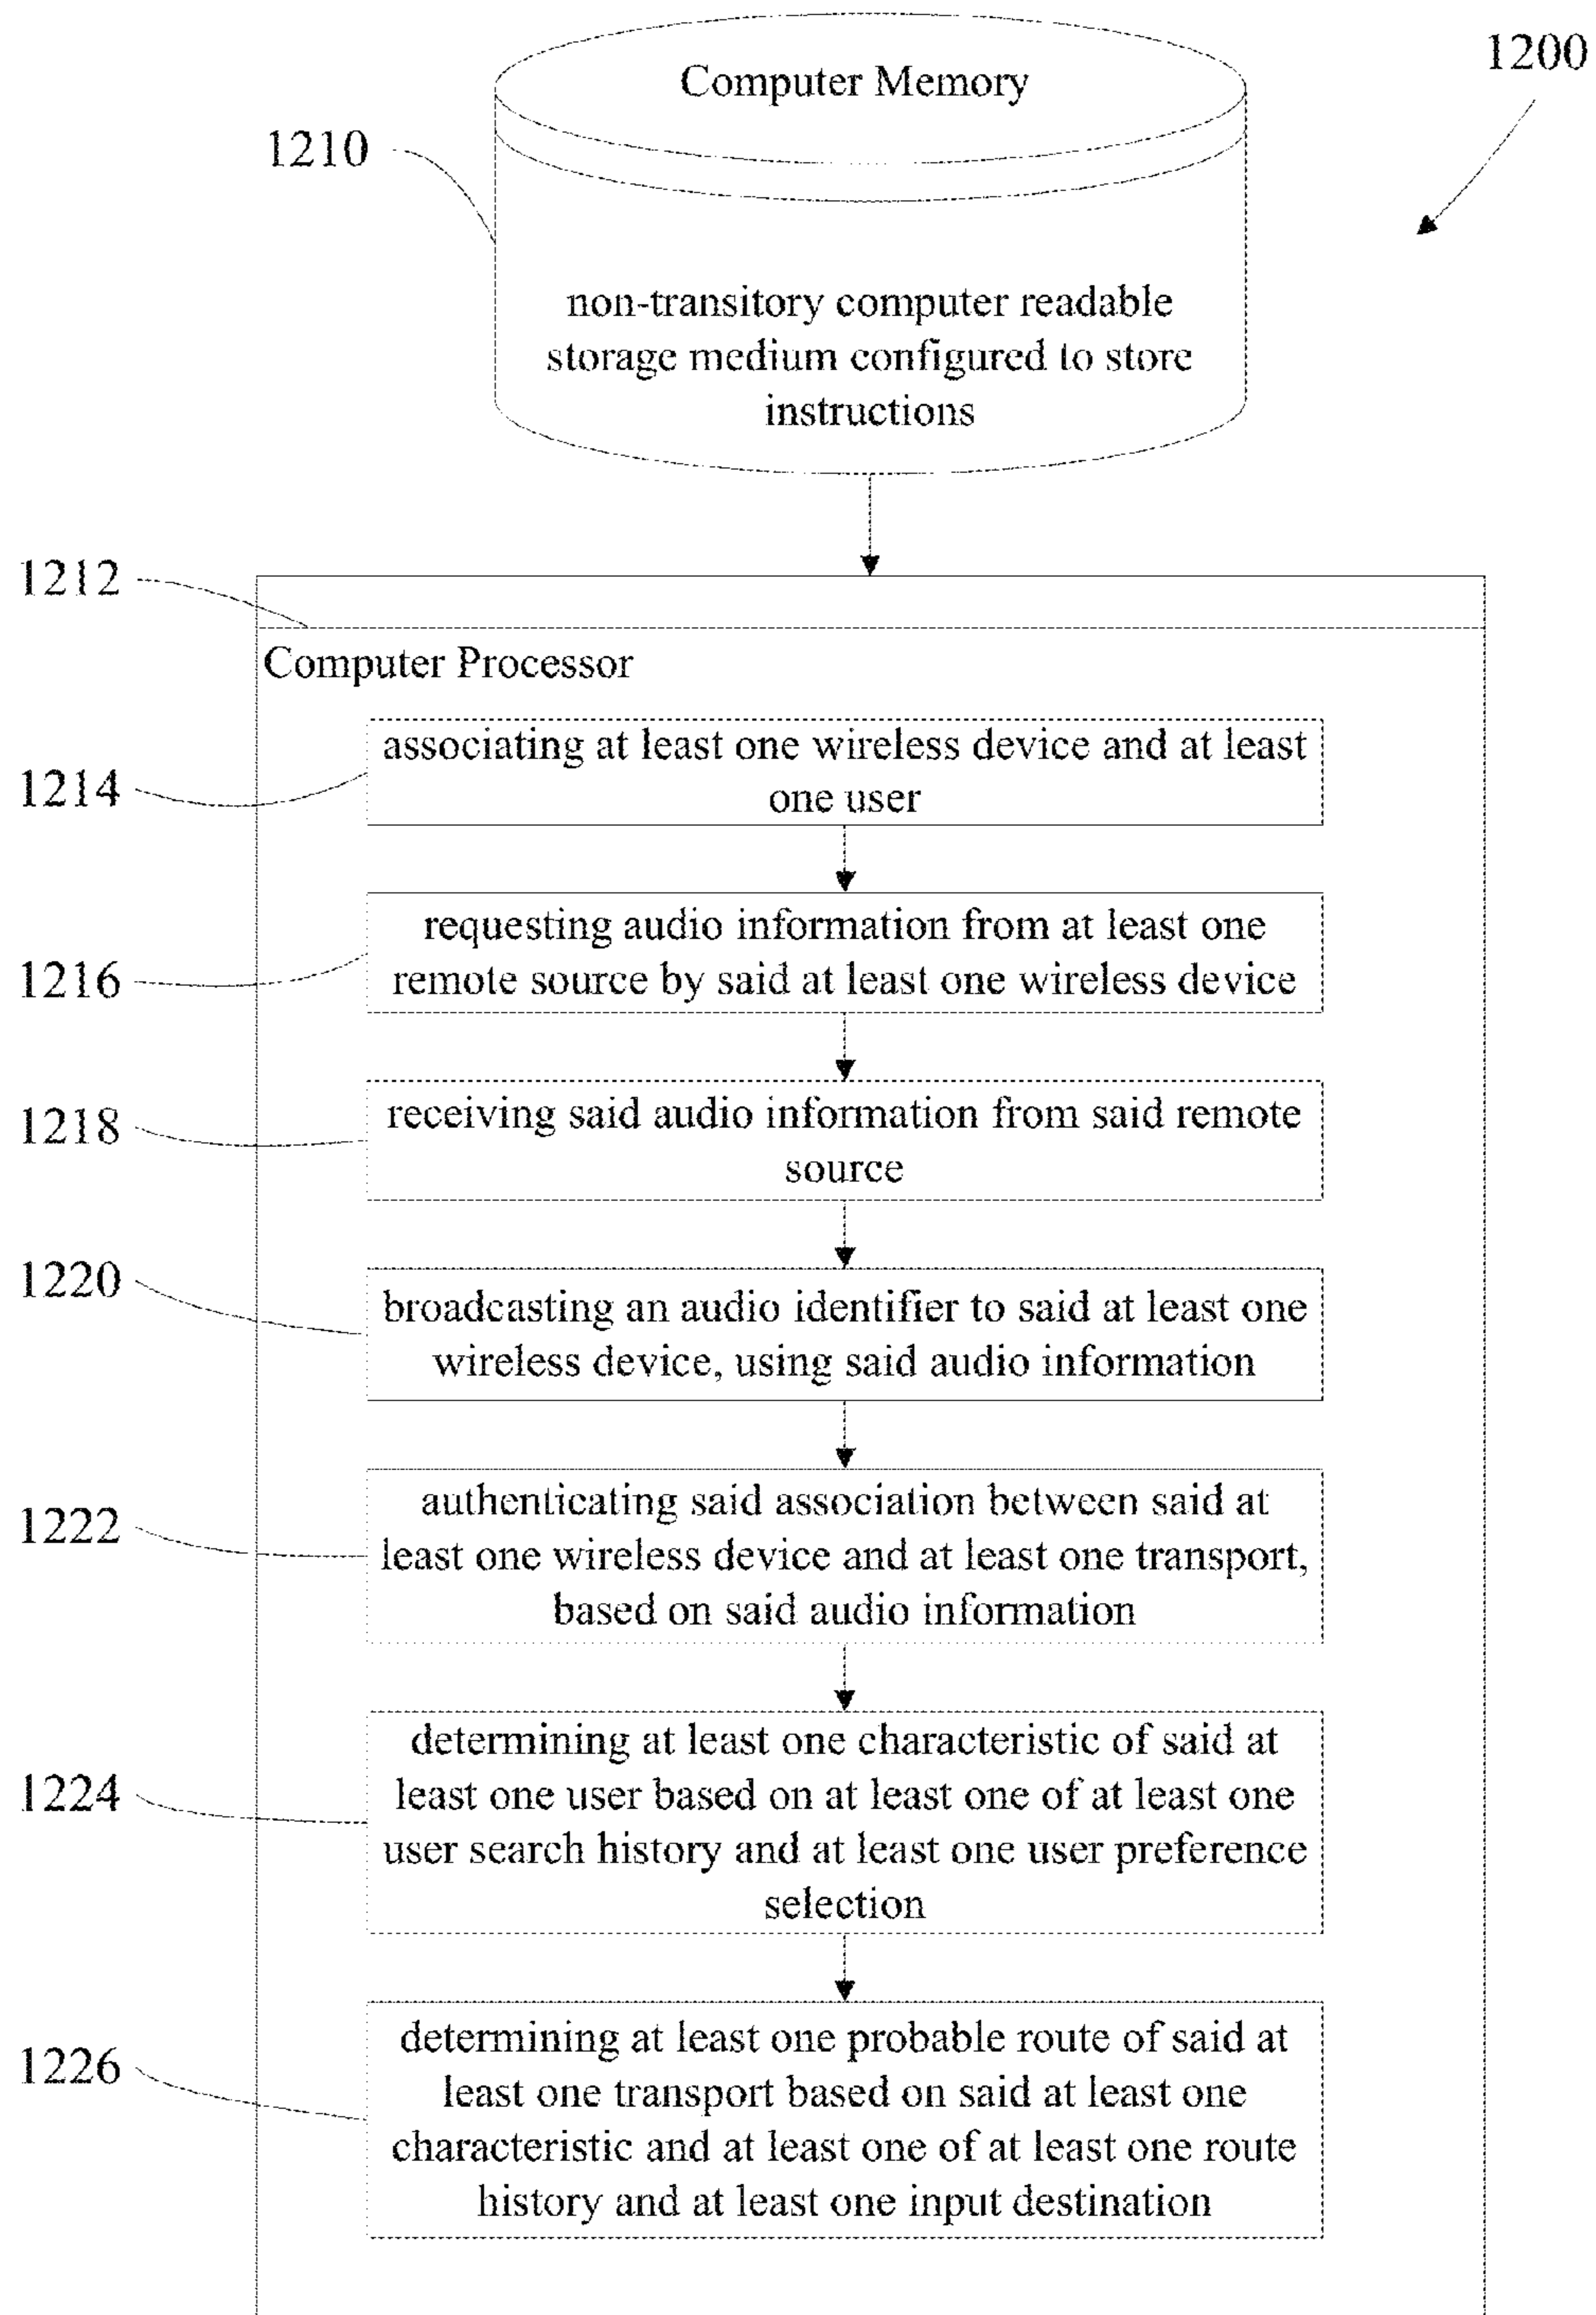 1200
Computer Memory
1210
non-transitory computer readable
storage medium configured to store
instructions
1212
Computer Processor
1214
associating at least one wireless device and at least
one user
1216
requesting audio information from at least one
remote source by said at least one wireless device
1218
receiving said audio information from said remote
source
1220
broadcasting an audio identifier to said at least one
wireless device, using said audio information
1222
authenticating said association between said at
least one wireless device and at least one transport,
based on said audio information
1224
determining at least one characteristic of said at
least one user based on at least one of at least one
user search history and at least one user preference
selection
1226
determining at least one probable route of said at
least one transport based on said at least one
characteristic and at least one of at least one route
history and at least one input destination